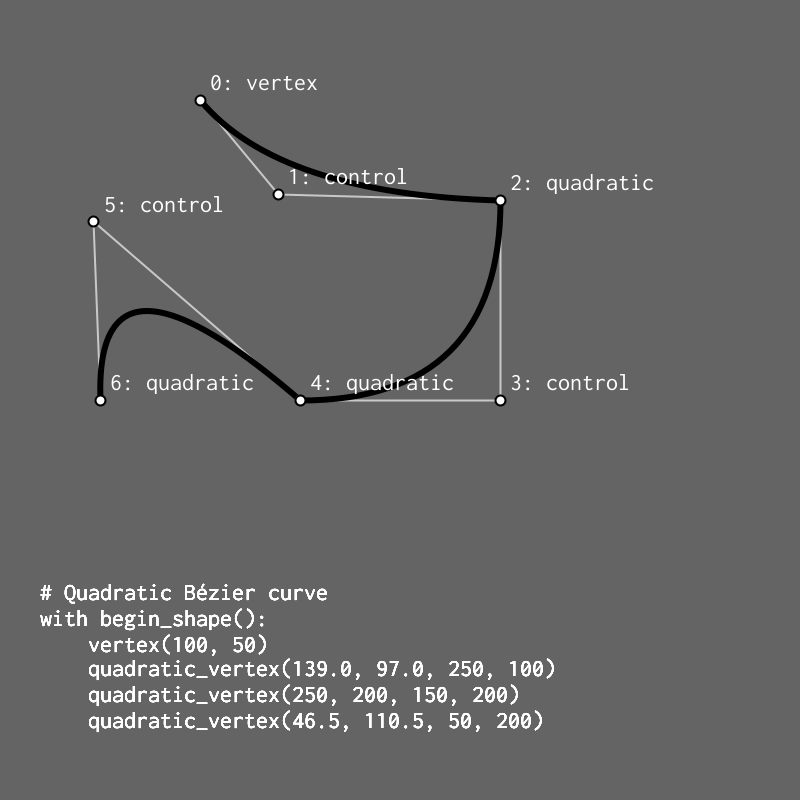 0: vertex
1: control
2: quadratic
5: control
6: quadratic
4: quadratic
3: control
# Quadratic Bézier curve
with begin_shape():
    vertex(100, 50)
    quadratic_vertex(139.0, 97.0, 250, 100)
    quadratic_vertex(250, 200, 150, 200)
    quadratic_vertex(46.5, 110.5, 50, 200)